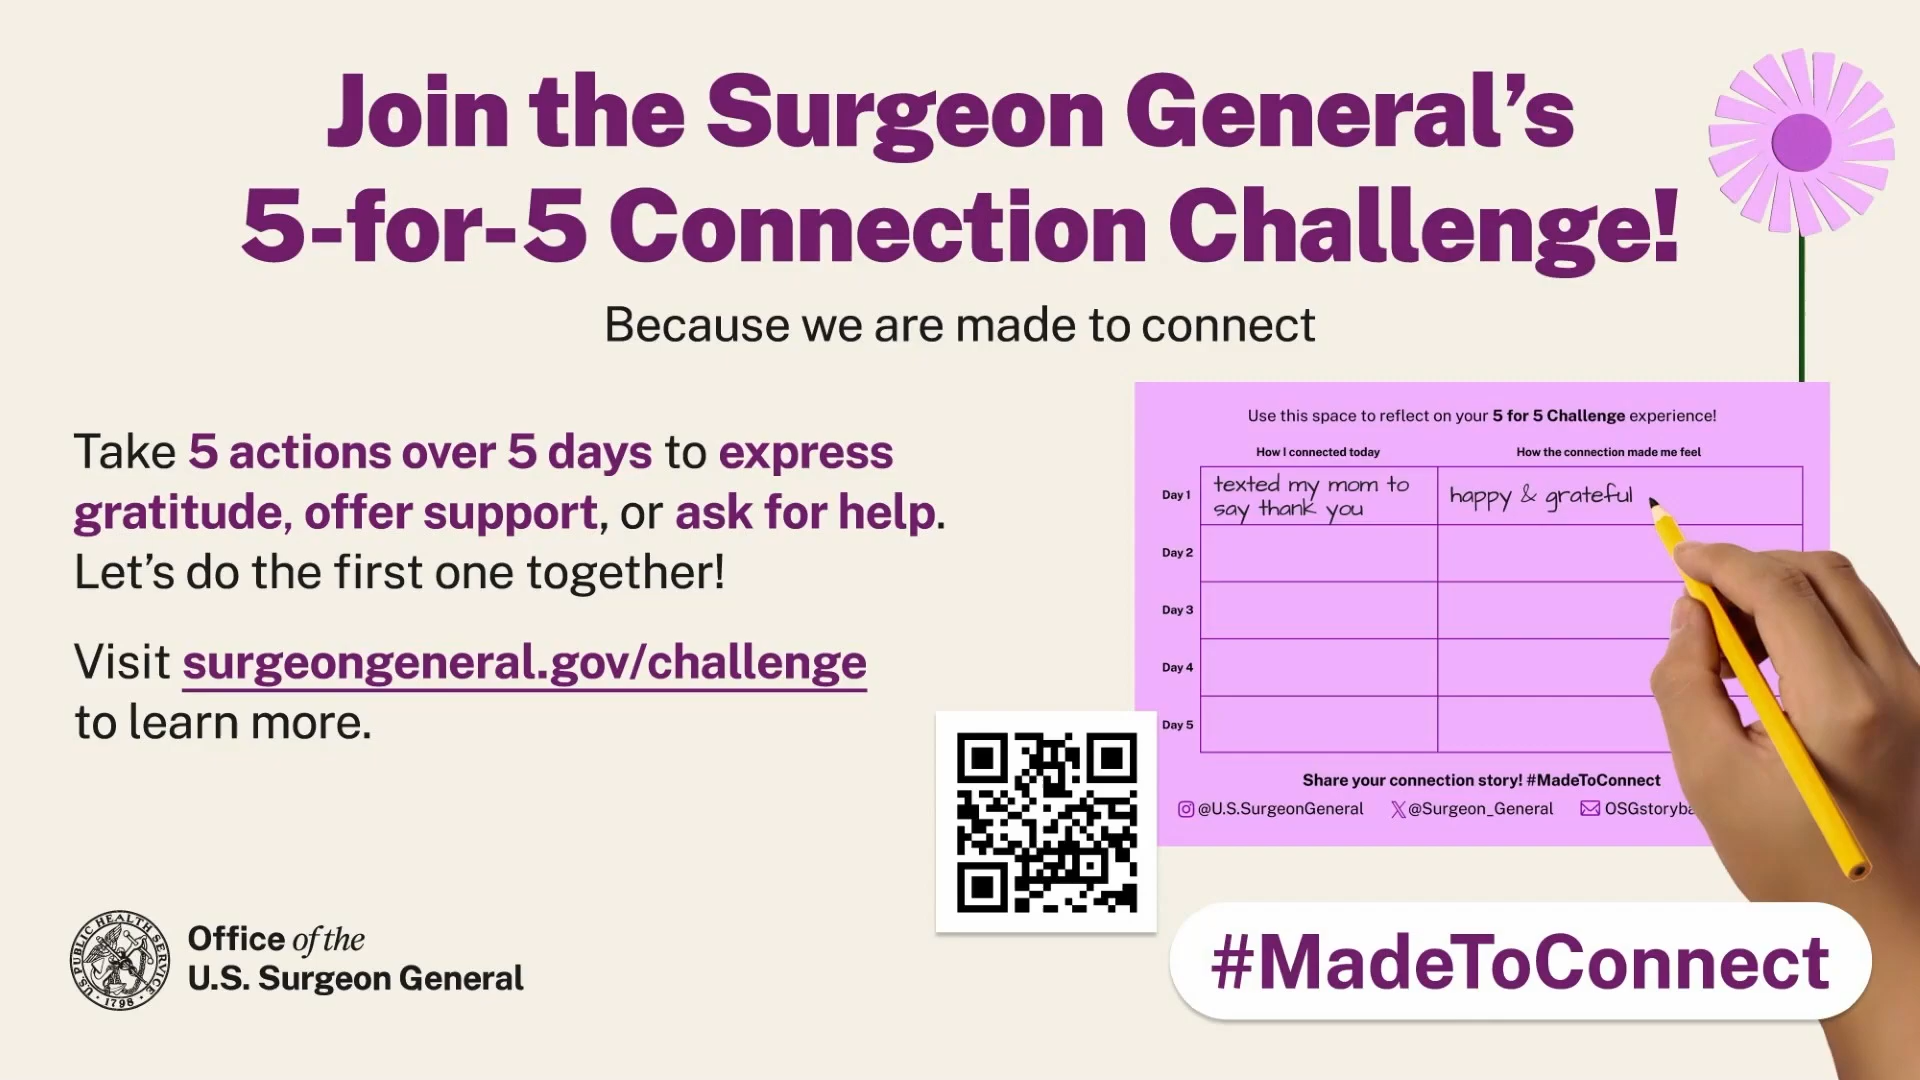 Join the Surgeon General’s
5-for-5 Connection Challenge!
Because we are made to connect
Take 5 actions over 5 days to express
gratitude, offer support, or ask for help.
Let’s do the first one together!
Visit surgeongeneral.gov/challenge
to learn more.
Use this space to reflect on your 5 for 5 Challenge experience!
How I connected today
How the connection made me feel
Day 1
texted my mom to
say thank you
happy & grateful
Day 2
Day 3
Day 4
Day 5
Share your connection story! #MadeToConnect
@U.S.SurgeonGeneral @Surgeon_General
U.S. PUBLIC HEALTH SERVICE
1798
Office of the
U.S. Surgeon General
#MadeToConnect